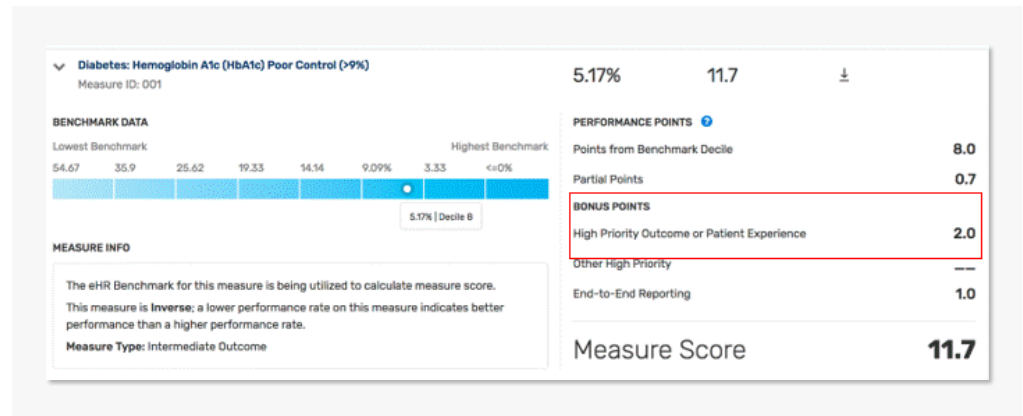 Diabetes: Hemoglobin A1c (HbA1c) Poor Control (>9%)
Measure ID: 001
5.17% 11.7
BENCHMARK DATA
Lowest Benchmark Highest Benchmark
54.67 35.9 25.62 19.33 14.14 9.09% 3.33 <=0%
5.17% | Decile 8
MEASURE INFO
The eHR Benchmark for this measure is being utilized to calculate measure score.
This measure is Inverse; a lower performance rate on this measure indicates better
performance than a higher performance rate.
Measure Type: Intermediate Outcome
PERFORMANCE POINTS ?
Points from Benchmark Decile 8.0
Partial Points 0.7
BONUS POINTS
High Priority Outcome or Patient Experience 2.0
Other High Priority __
End-to-End Reporting 1.0
Measure Score 11.7